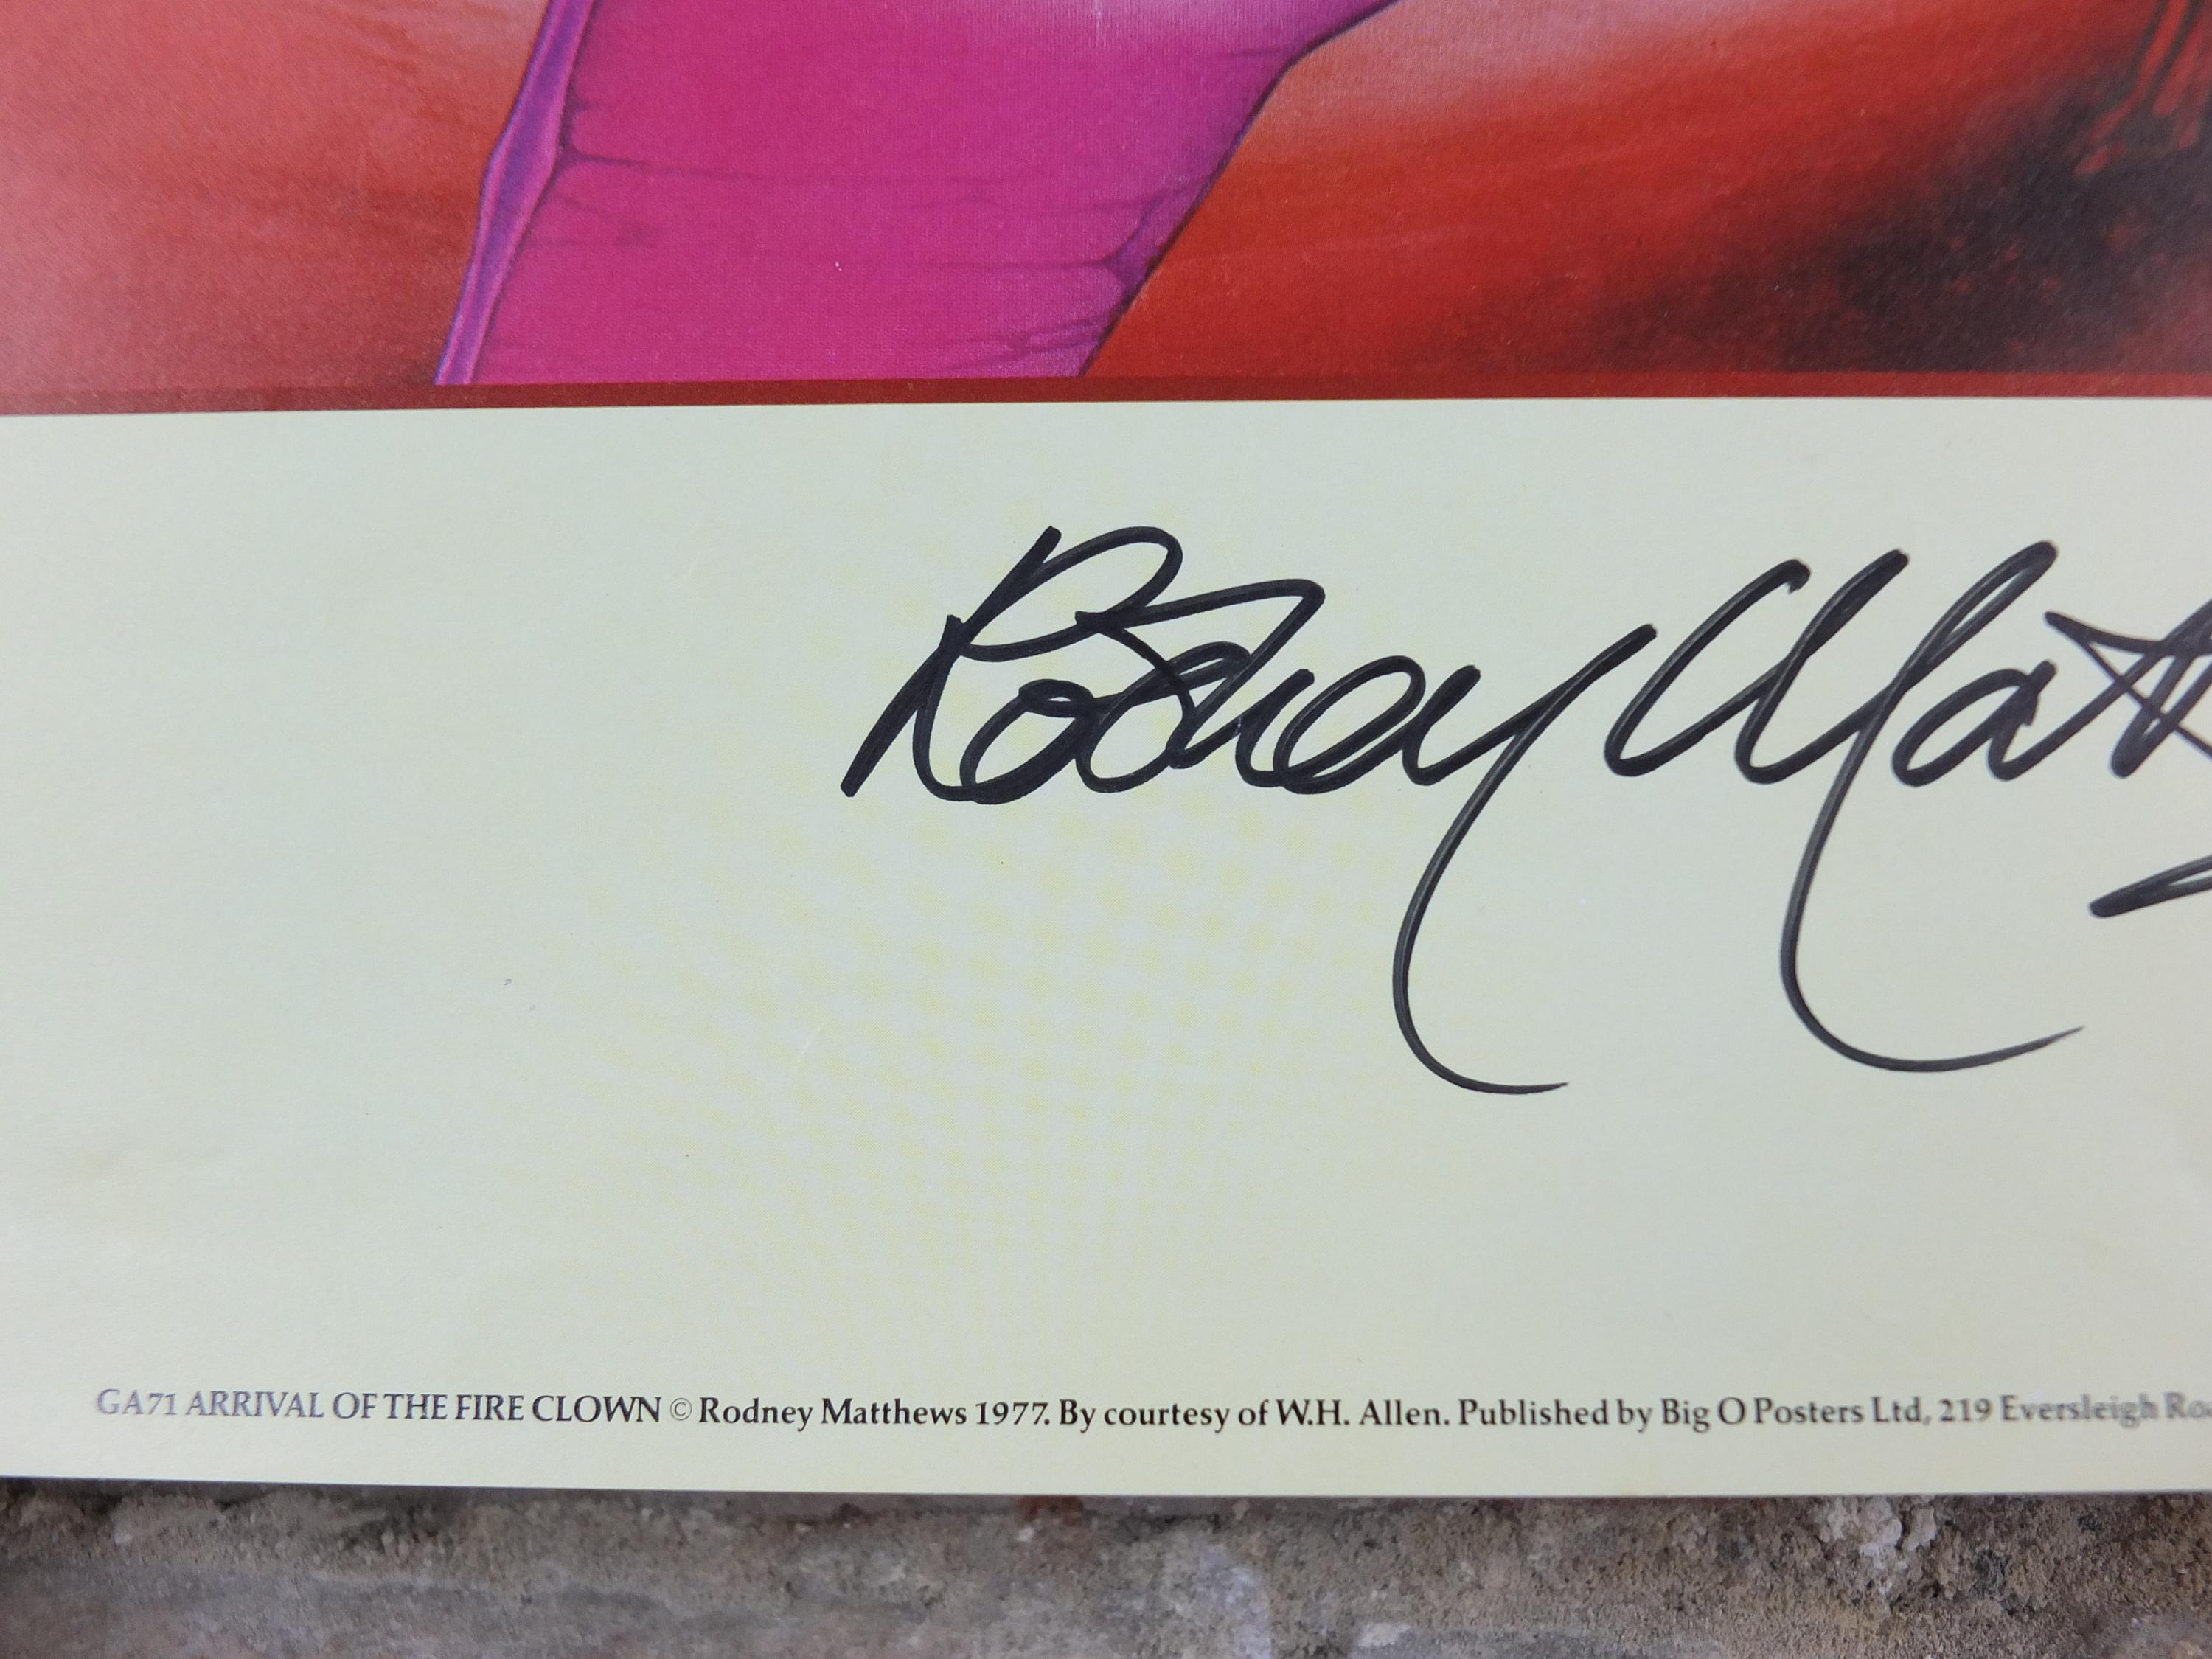 Rodney Matt
GA71 ARRIVAL OF THE FIRE CLOWN © Rodney Matthews 1977. By courtesy of W.H. Allen. Published by Big O Posters Ltd, 219 Eversleigh